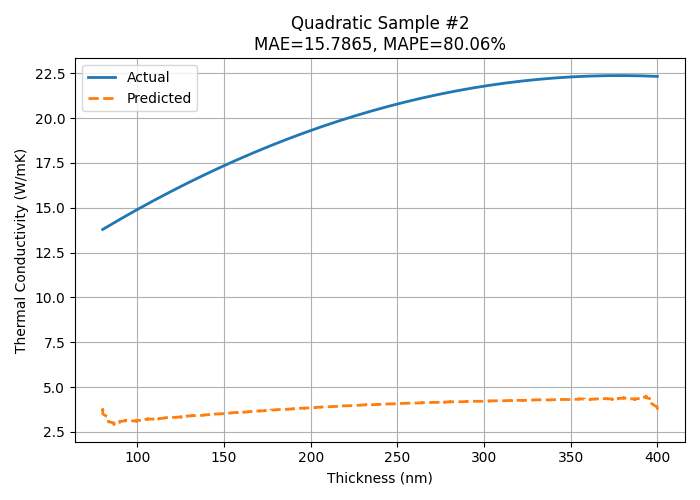 Quadratic Sample #2
MAE=15.7865, MAPE=80.06%
Actual
Predicted
Thermal Conductivity (W/mK)
22.5
20.0
17.5
15.0
12.5
10.0
7.5
5.0
2.5
100
150
200
250
300
350
400
Thickness (nm)